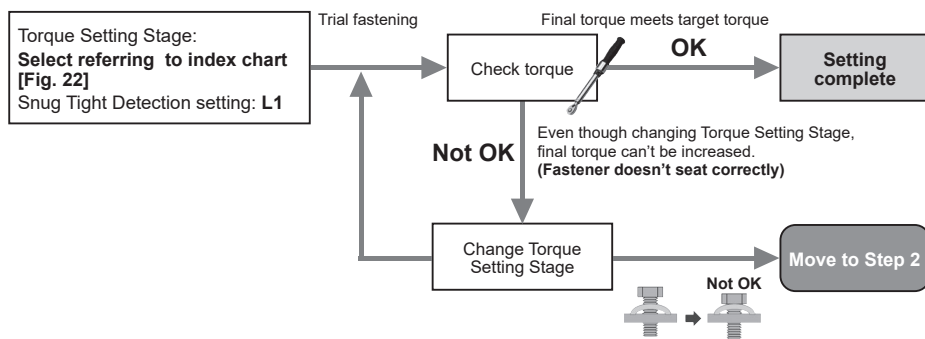 Torque Setting Stage:
Select referring to index chart
[Fig. 22]
Snug Tight Detection setting: L1
Trial fastening
Check torque
Final torque meets target torque
OK
Setting
complete
Not OK
Even though changing Torque Setting Stage,
final torque can't be increased.
(Fastener doesn't seat correctly)
Change Torque
Setting Stage
Move to Step 2
Not OK